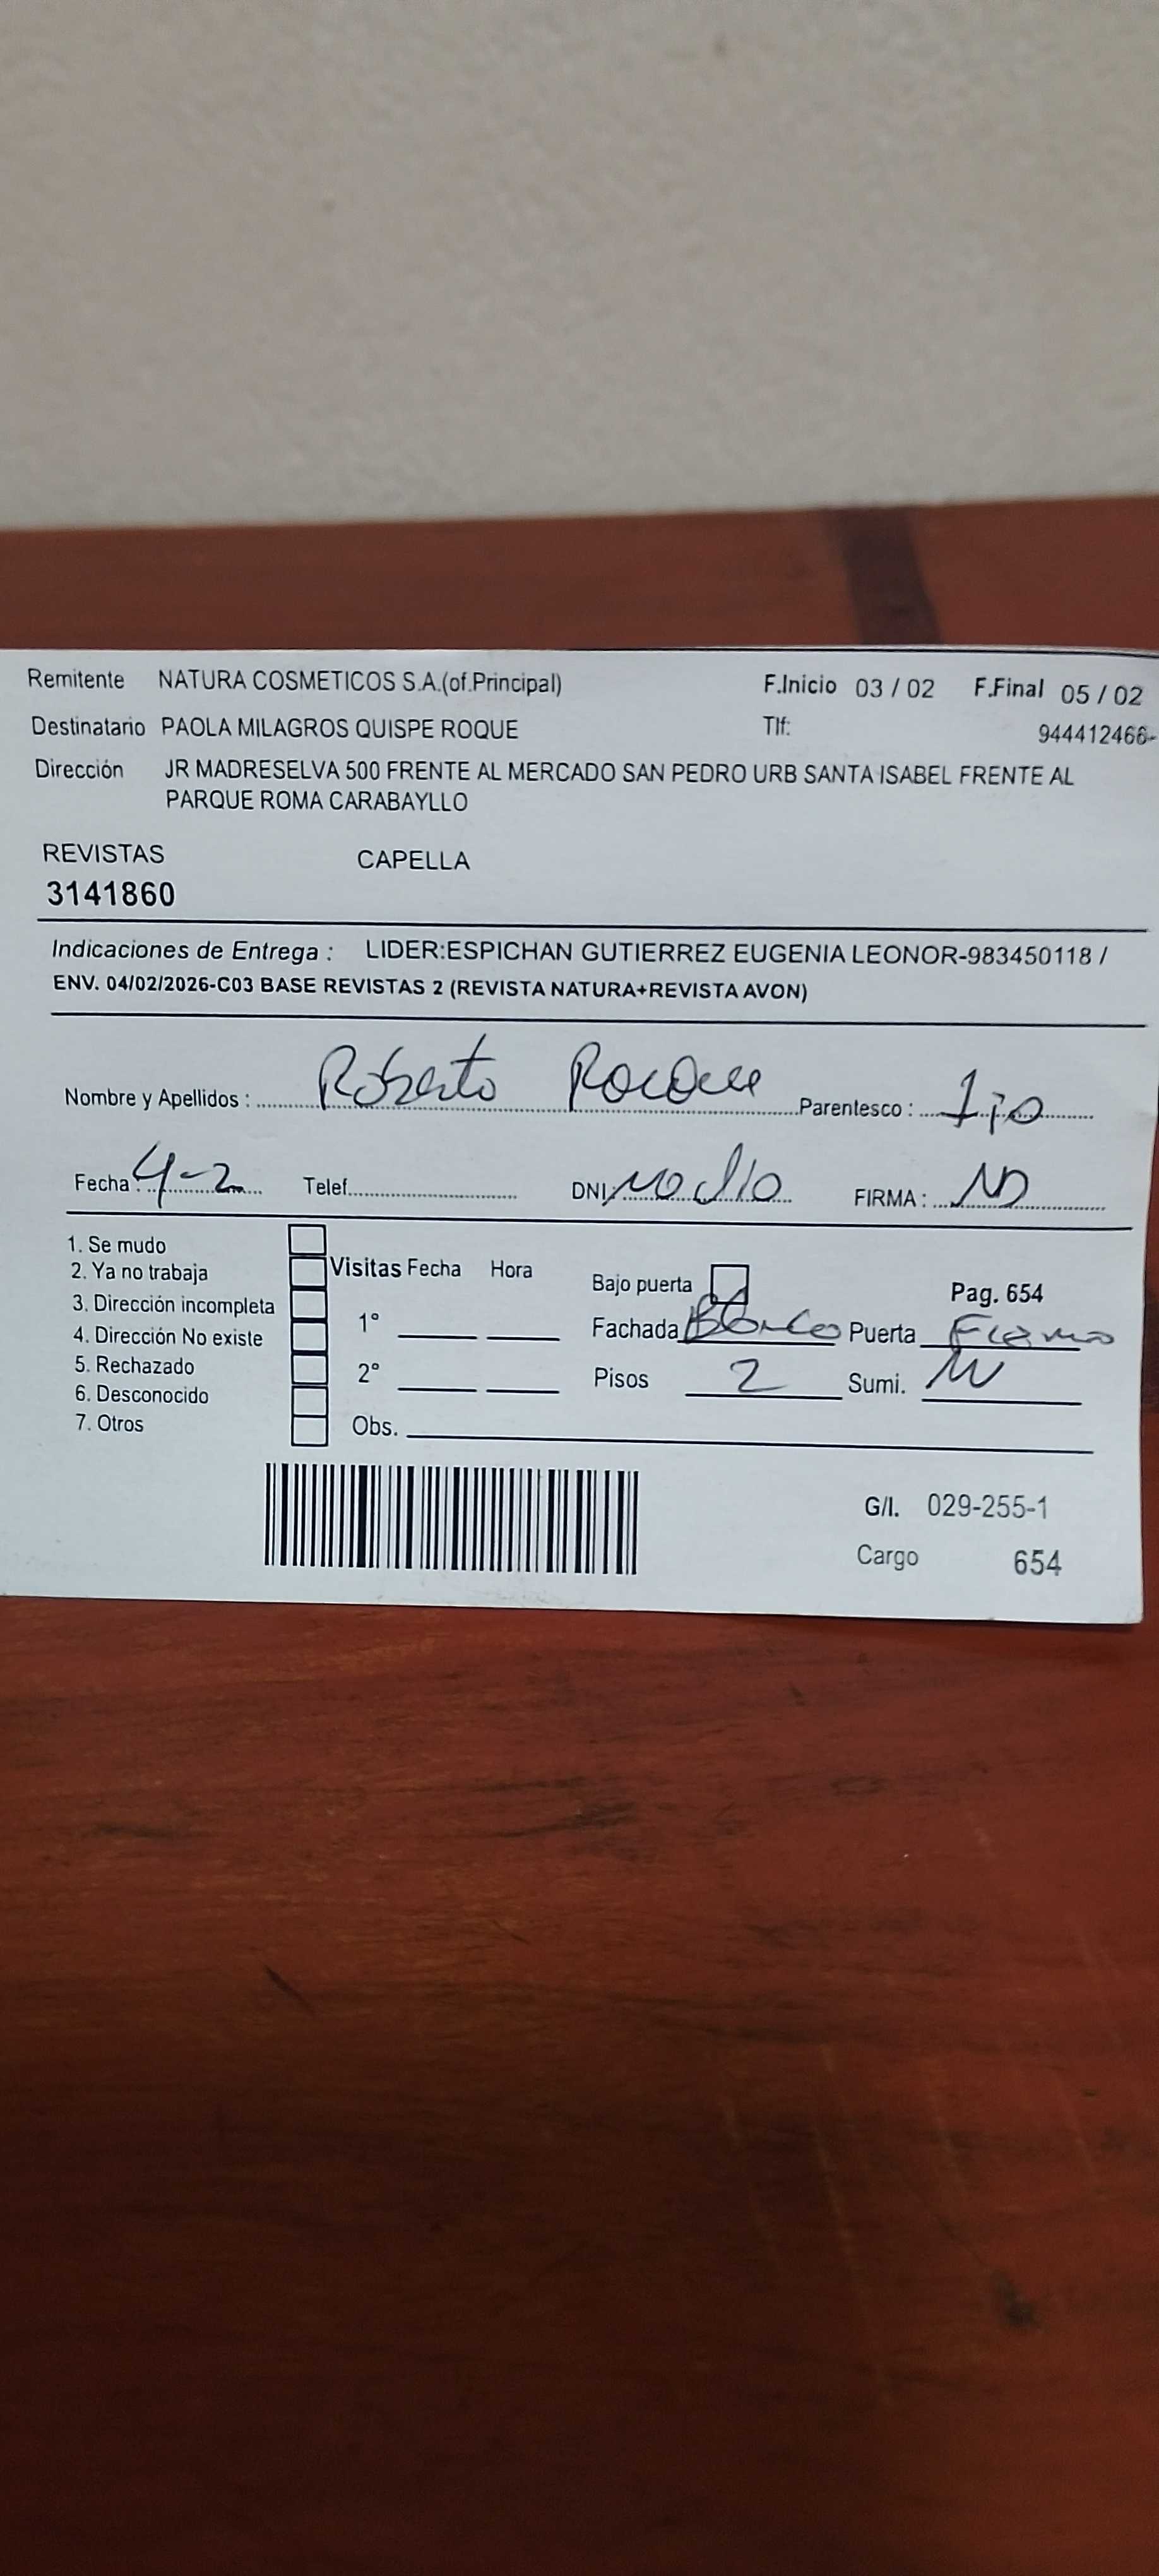 Remitente NATURA COSMETICOS S.A.(of.Principal) F.Inicio 03 / 02 F.Final 05 / 02
Destinatario PAOLA MILAGROS QUISPE ROQUE Tlf: 944412466-
Dirección JR MADRESELVA 500 FRENTE AL MERCADO SAN PEDRO URB SANTA ISABEL FRENTE AL
PARQUE ROMA CARABAYLLO
REVISTAS CAPELLA
3141860
Indicaciones de Entrega : LIDER:ESPICHAN GUTIERREZ EUGENIA LEONOR-983450118 /
ENV. 04/02/2026-C03 BASE REVISTAS 2 (REVISTA NATURA+REVISTA AVON)
Nombre y Apellidos : Roberto Parentesco :
Fecha : 4-2 Telef. DNI: No dio FIRMA :
1. Se mudo
2. Ya no trabaja Visitas Fecha Hora Bajo puerta Pag. 654
3. Dirección incompleta 1° Fachada Blanco Puerta
4. Dirección No existe
5. Rechazado 2° Pisos 2 Sumi.
6. Desconocido
7. Otros Obs.
G/I. 029-255-1
Cargo 654